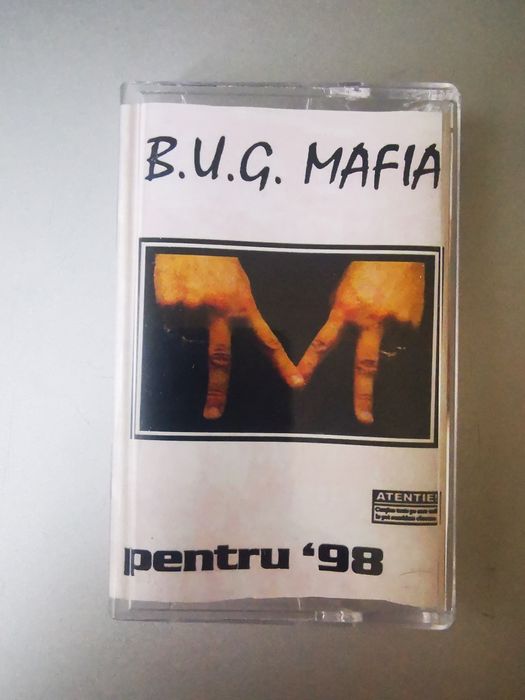 B.U.G. MAFIA
ATENTIE!
pentru '98